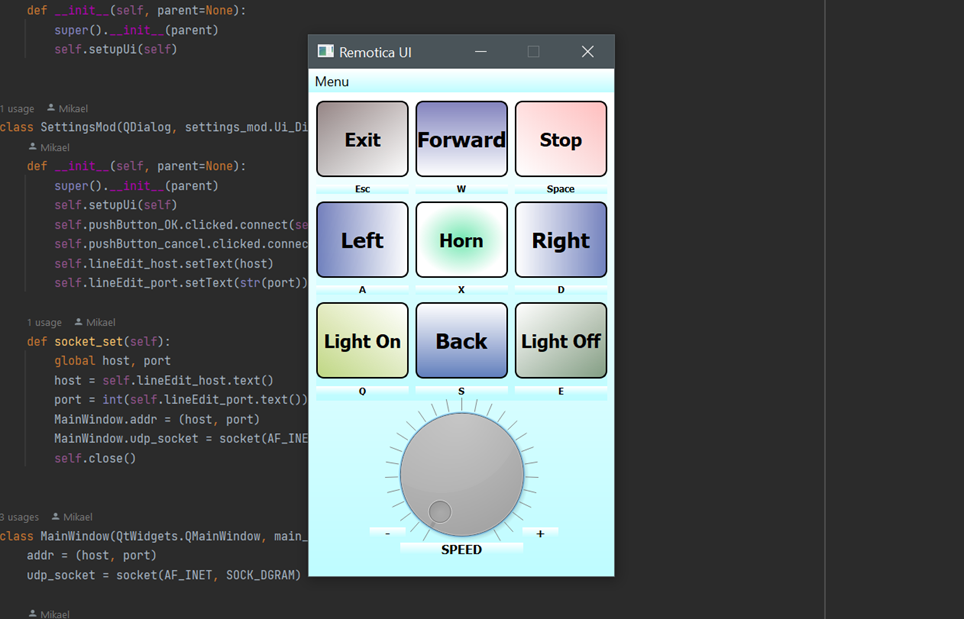 def __init__(self, parent=None):
super().__init__(parent)
self.setupUi(self)
1 usage Mikael
class SettingsMod(QDialog, settings_mod.Ui_Di
Mikael
def __init__(self, parent=None):
super().__init__(parent)
self.setupUi(self)
self.pushButton_OK.clicked.connect(se
self.pushButton_cancel.clicked.connec
self.lineEdit_host.setText(host)
self.lineEdit_port.setText(str(port))
1 usage Mikael
def socket_set(self):
global host, port
host = self.lineEdit_host.text()
port = int(self.lineEdit_port.text())
MainWindow.addr = (host, port)
MainWindow.udp_socket = socket(AF_INE
self.close()
3 usages Mikael
class MainWindow(QtWidgets.QMainWindow, main_
addr = (host, port)
udp_socket = socket(AF_INET, SOCK_DGRAM)
Mikael
Remotica UI
Menu
Exit Forward Stop
Esc W Space
Left Horn Right
A X D
Light On Back Light Off
Q S E
- +
SPEED